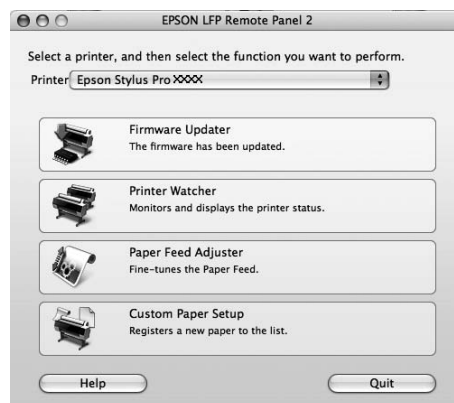 EPSON LFP Remote Panel 2
Select a printer, and then select the function you want to perform.
Printer Epson Stylus Pro XXXX
Firmware Updater
The firmware has been updated.
Printer Watcher
Monitors and displays the printer status.
Paper Feed Adjuster
Fine-tunes the Paper Feed.
Custom Paper Setup
Registers a new paper to the list.
Help Quit